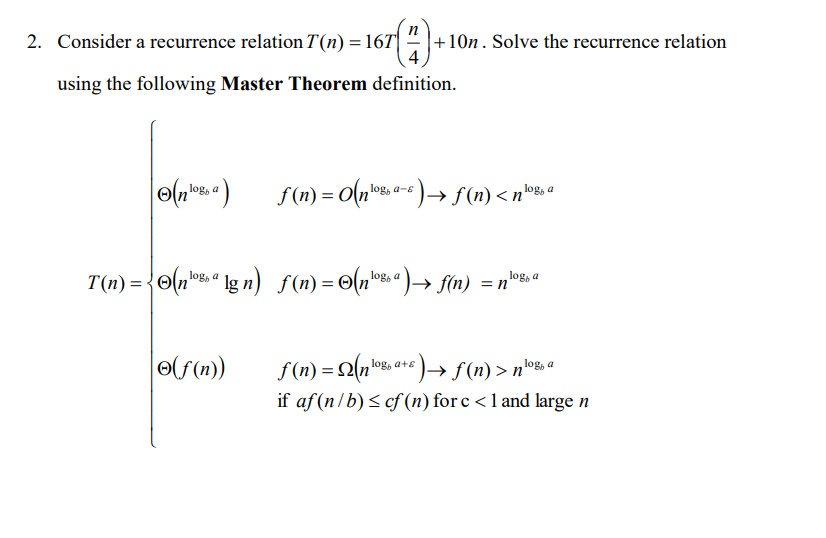 2. Consider a recurrence relation T(n) = 16T(n/4) + 10n. Solve the recurrence relation
using the following Master Theorem definition.
Θ(n^(log_b a)) f(n) = O(n^(log_b a−ε)) → f(n) < n^(log_b a)
T(n) = { Θ(n^(log_b a) lg n) f(n) = Θ(n^(log_b a)) → f(n) = n^(log_b a)
Θ(f(n)) f(n) = Ω(n^(log_b a+ε)) → f(n) > n^(log_b a)
if af(n/b) ≤ cf(n) for c < 1 and large n